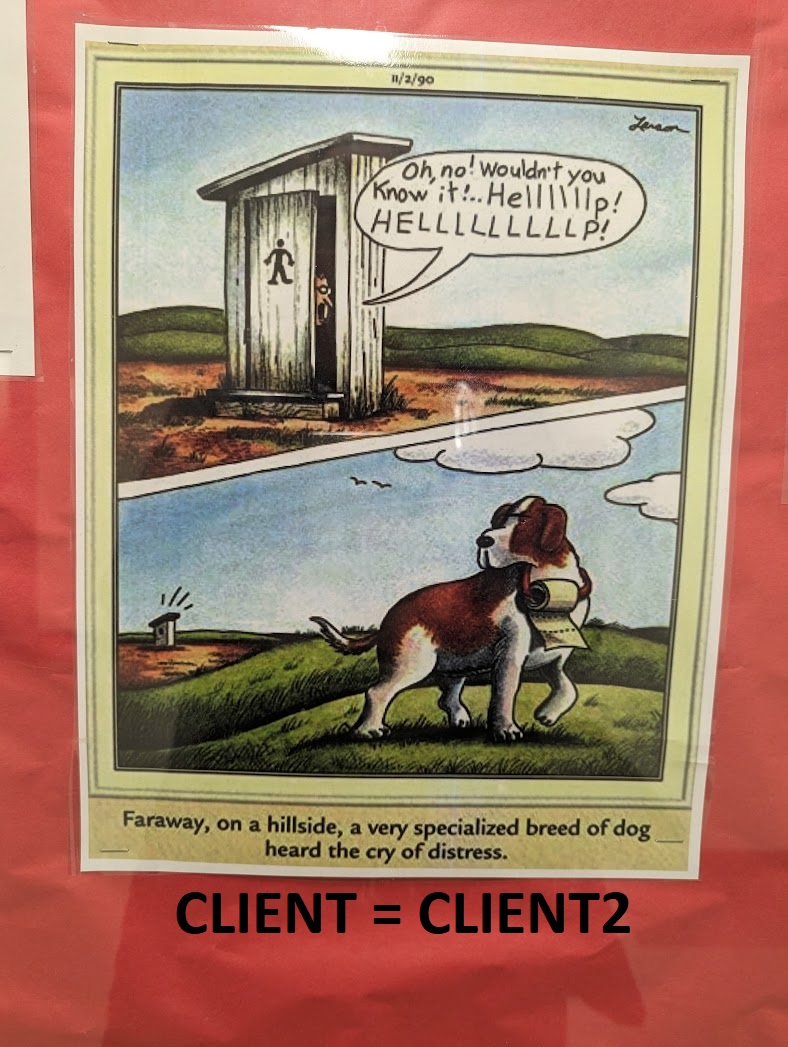 11/2/90
Larson
Oh, no! Wouldn't you
know it!...Hellllllp!
HELLLLLLLLLLP!
Faraway, on a hillside, a very specialized breed of dog
heard the cry of distress.
CLIENT = CLIENT2